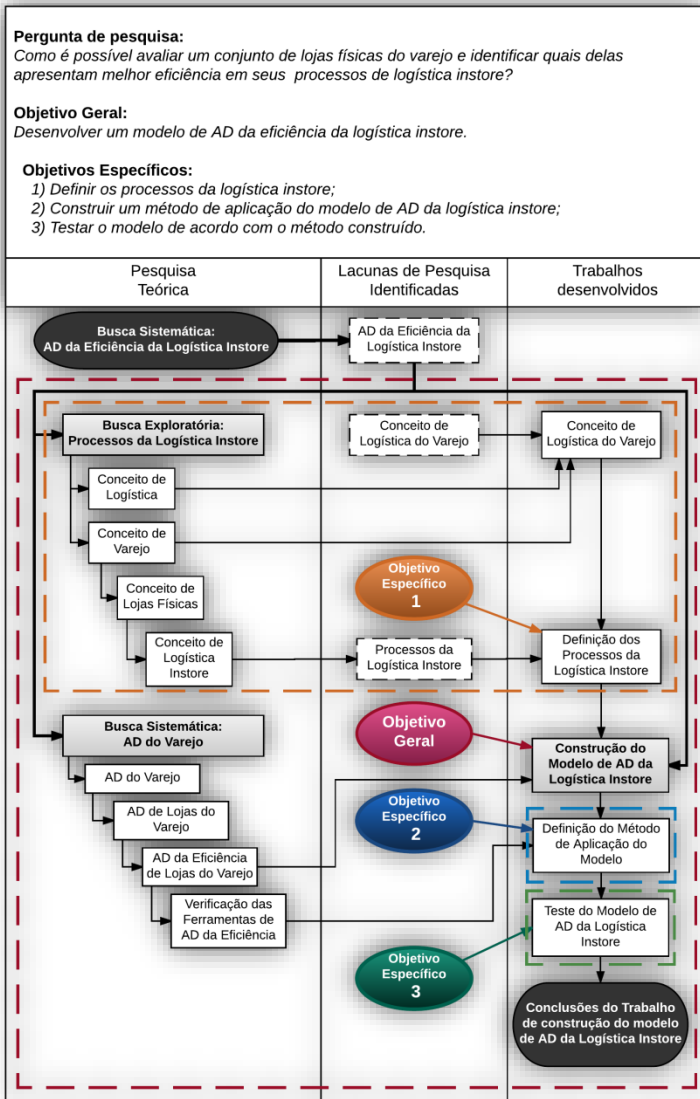 Pergunta de pesquisa:
Como é possível avaliar um conjunto de lojas físicas do varejo e identificar quais delas
apresentam melhor eficiência em seus processos de logística instore?
Objetivo Geral:
Desenvolver um modelo de AD da eficiência da logística instore.
Objetivos Específicos:
1) Definir os processos da logística instore;
2) Construir um método de aplicação do modelo de AD da logística instore;
3) Testar o modelo de acordo com o método construído.
Pesquisa
Teórica
Lacunas de Pesquisa
Identificadas
Trabalhos
desenvolvidos
Busca Sistemática:
AD da Eficiência da Logística Instore
AD da Eficiência da
Logística Instore
Busca Exploratória:
Processos da Logística Instore
Conceito de
Logística do Varejo
Conceito de
Logística do Varejo
Conceito de
Logística
Conceito de
Varejo
Conceito de
Lojas Físicas
Objetivo
Específico
1
Conceito de
Logística
Instore
Processos da
Logística Instore
Definição dos
Processos da
Logística Instore
Busca Sistemática:
AD do Varejo
Objetivo
Geral
Construção do
Modelo de AD da
Logística Instore
AD do Varejo
AD de Lojas do
Varejo
Objetivo
Específico
2
Definição do Método
de Aplicação do
Modelo
AD da Eficiência
de Lojas do Varejo
Verificação das
Ferramentas de
AD da Eficiência
Teste do Modelo de
AD da Logística
Instore
Objetivo
Específico
3
Conclusões do Trabalho
de construção do modelo
de AD da Logística Instore